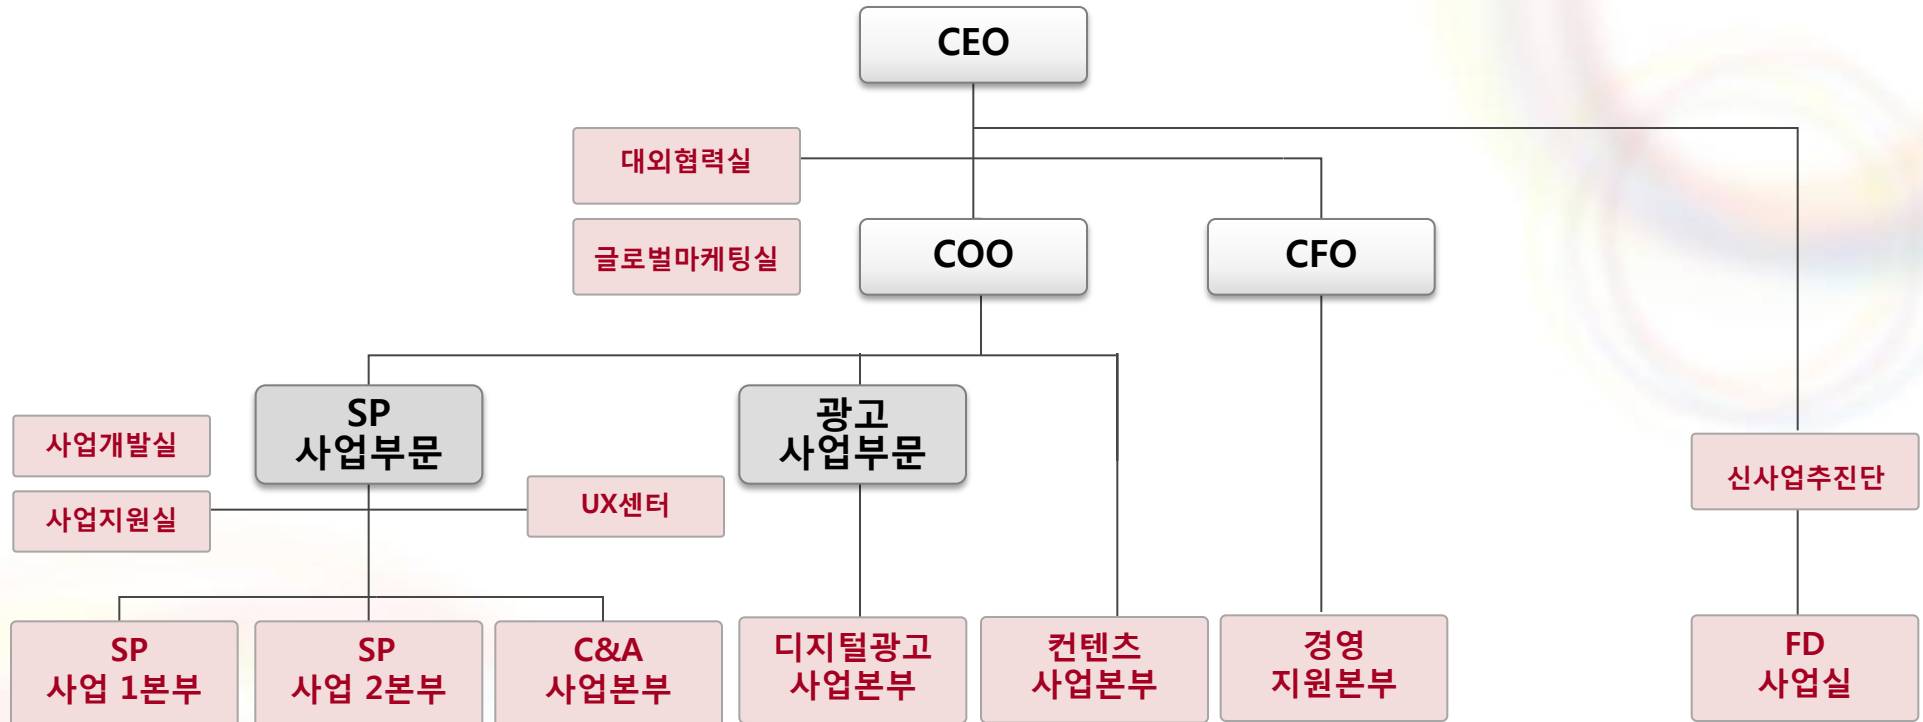 CEO
대외협력실
글로벌마케팅실
COO
CFO
SP
사업부문
광고
사업부문
사업개발실
사업지원실
UX센터
신사업추진단
SP
사업 1본부
SP
사업 2본부
C&A
사업본부
디지털광고
사업본부
컨텐츠
사업본부
경영
지원본부
FD
사업실